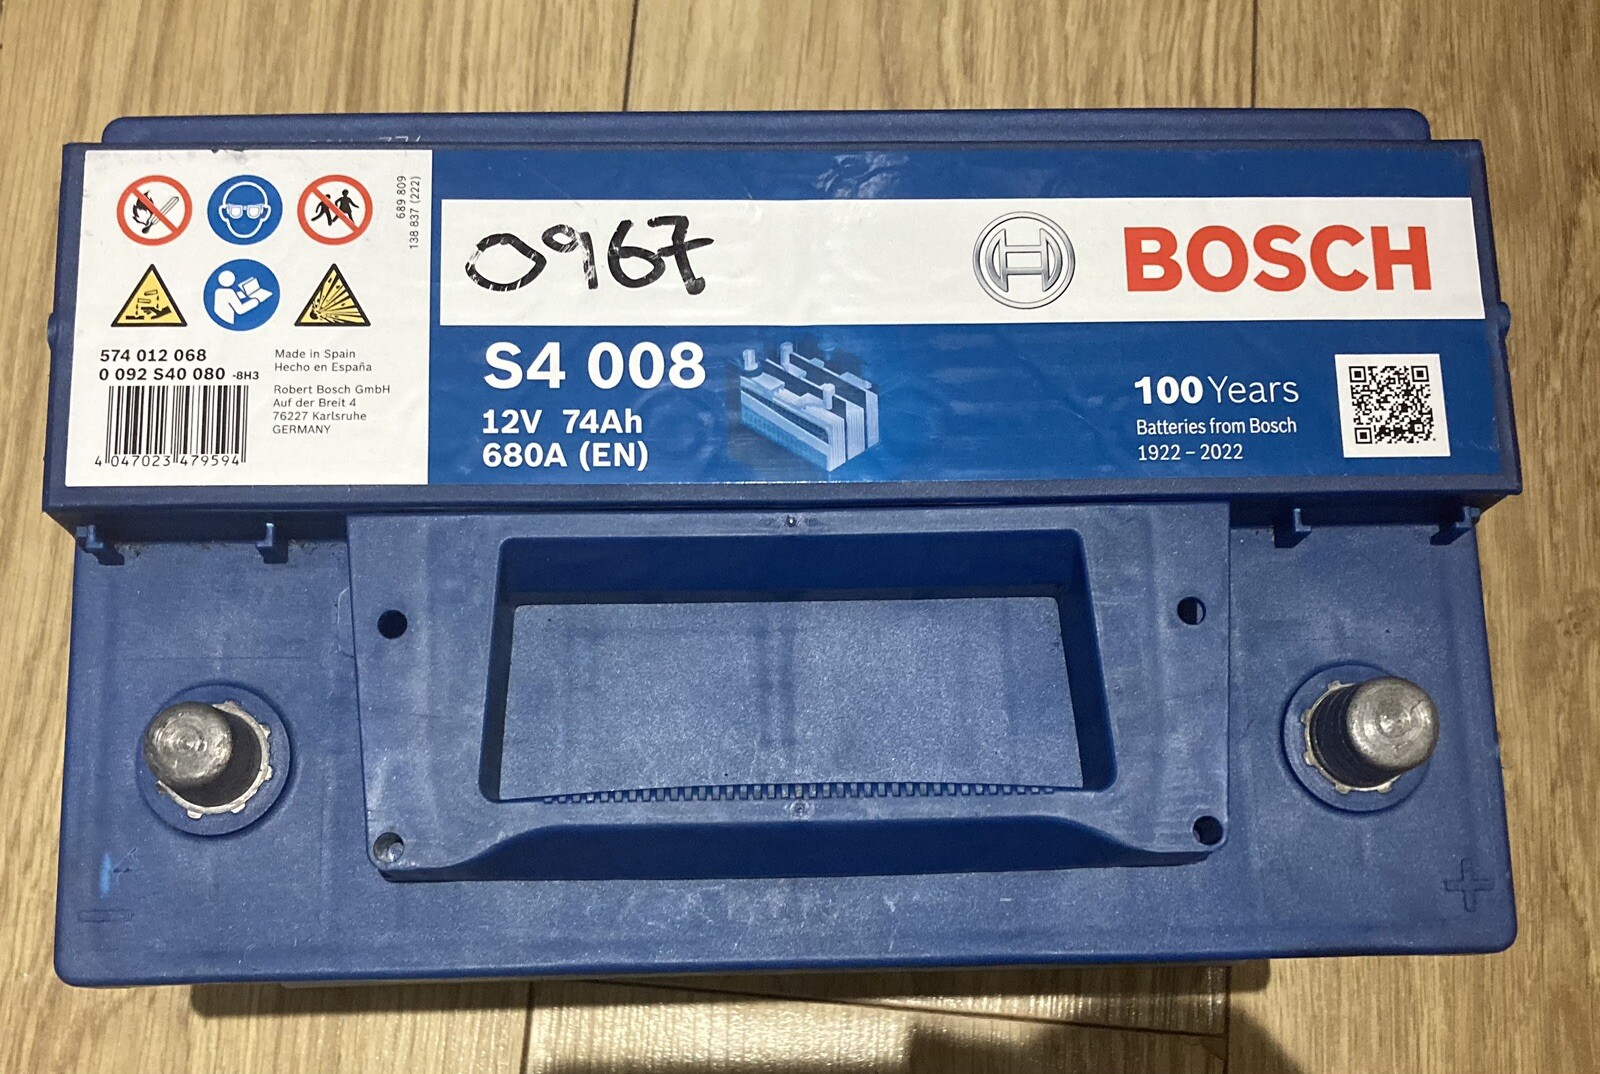 689 809
138 837 (222)
0967
BOSCH
574 012 068
0 092 S40 080 -8H3
4 047023 479594
Made in Spain
Hecho en España
Robert Bosch GmbH
Auf der Breit 4
76227 Karlsruhe
GERMANY
S4 008
12V 74Ah
680A (EN)
100 Years
Batteries from Bosch
1922 – 2022
−
+